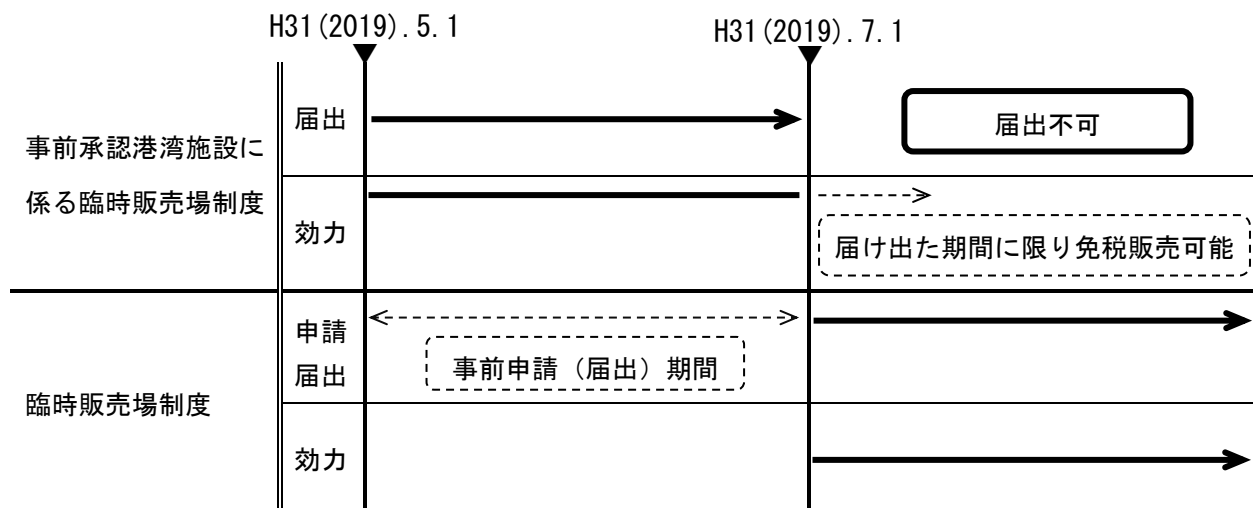 H31(2019).5.1
H31(2019).7.1
事前承認港湾施設に
係る臨時販売場制度
届出
届出不可
効力
届け出た期間に限り免税販売可能
臨時販売場制度
申請
届出
事前申請（届出）期間
効力